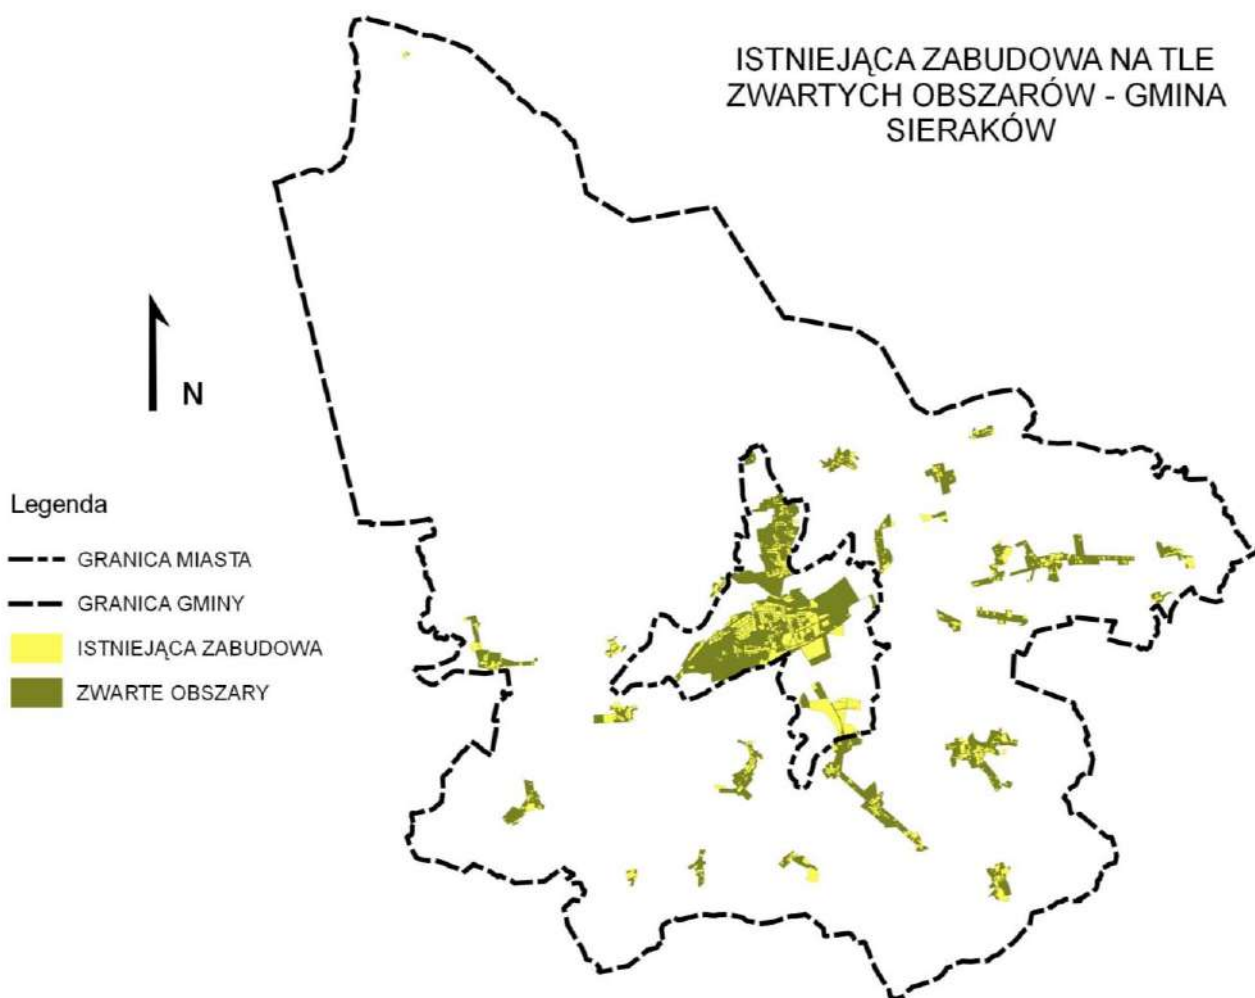 ISTNIEJĄCA ZABUDOWA NA TLE
ZWARTYCH OBSZARÓW - GMINA
SIERAKÓW
N
Legenda
GRANICA MIASTA
GRANICA GMINY
ISTNIEJĄCA ZABUDOWA
ZWARTE OBSZARY